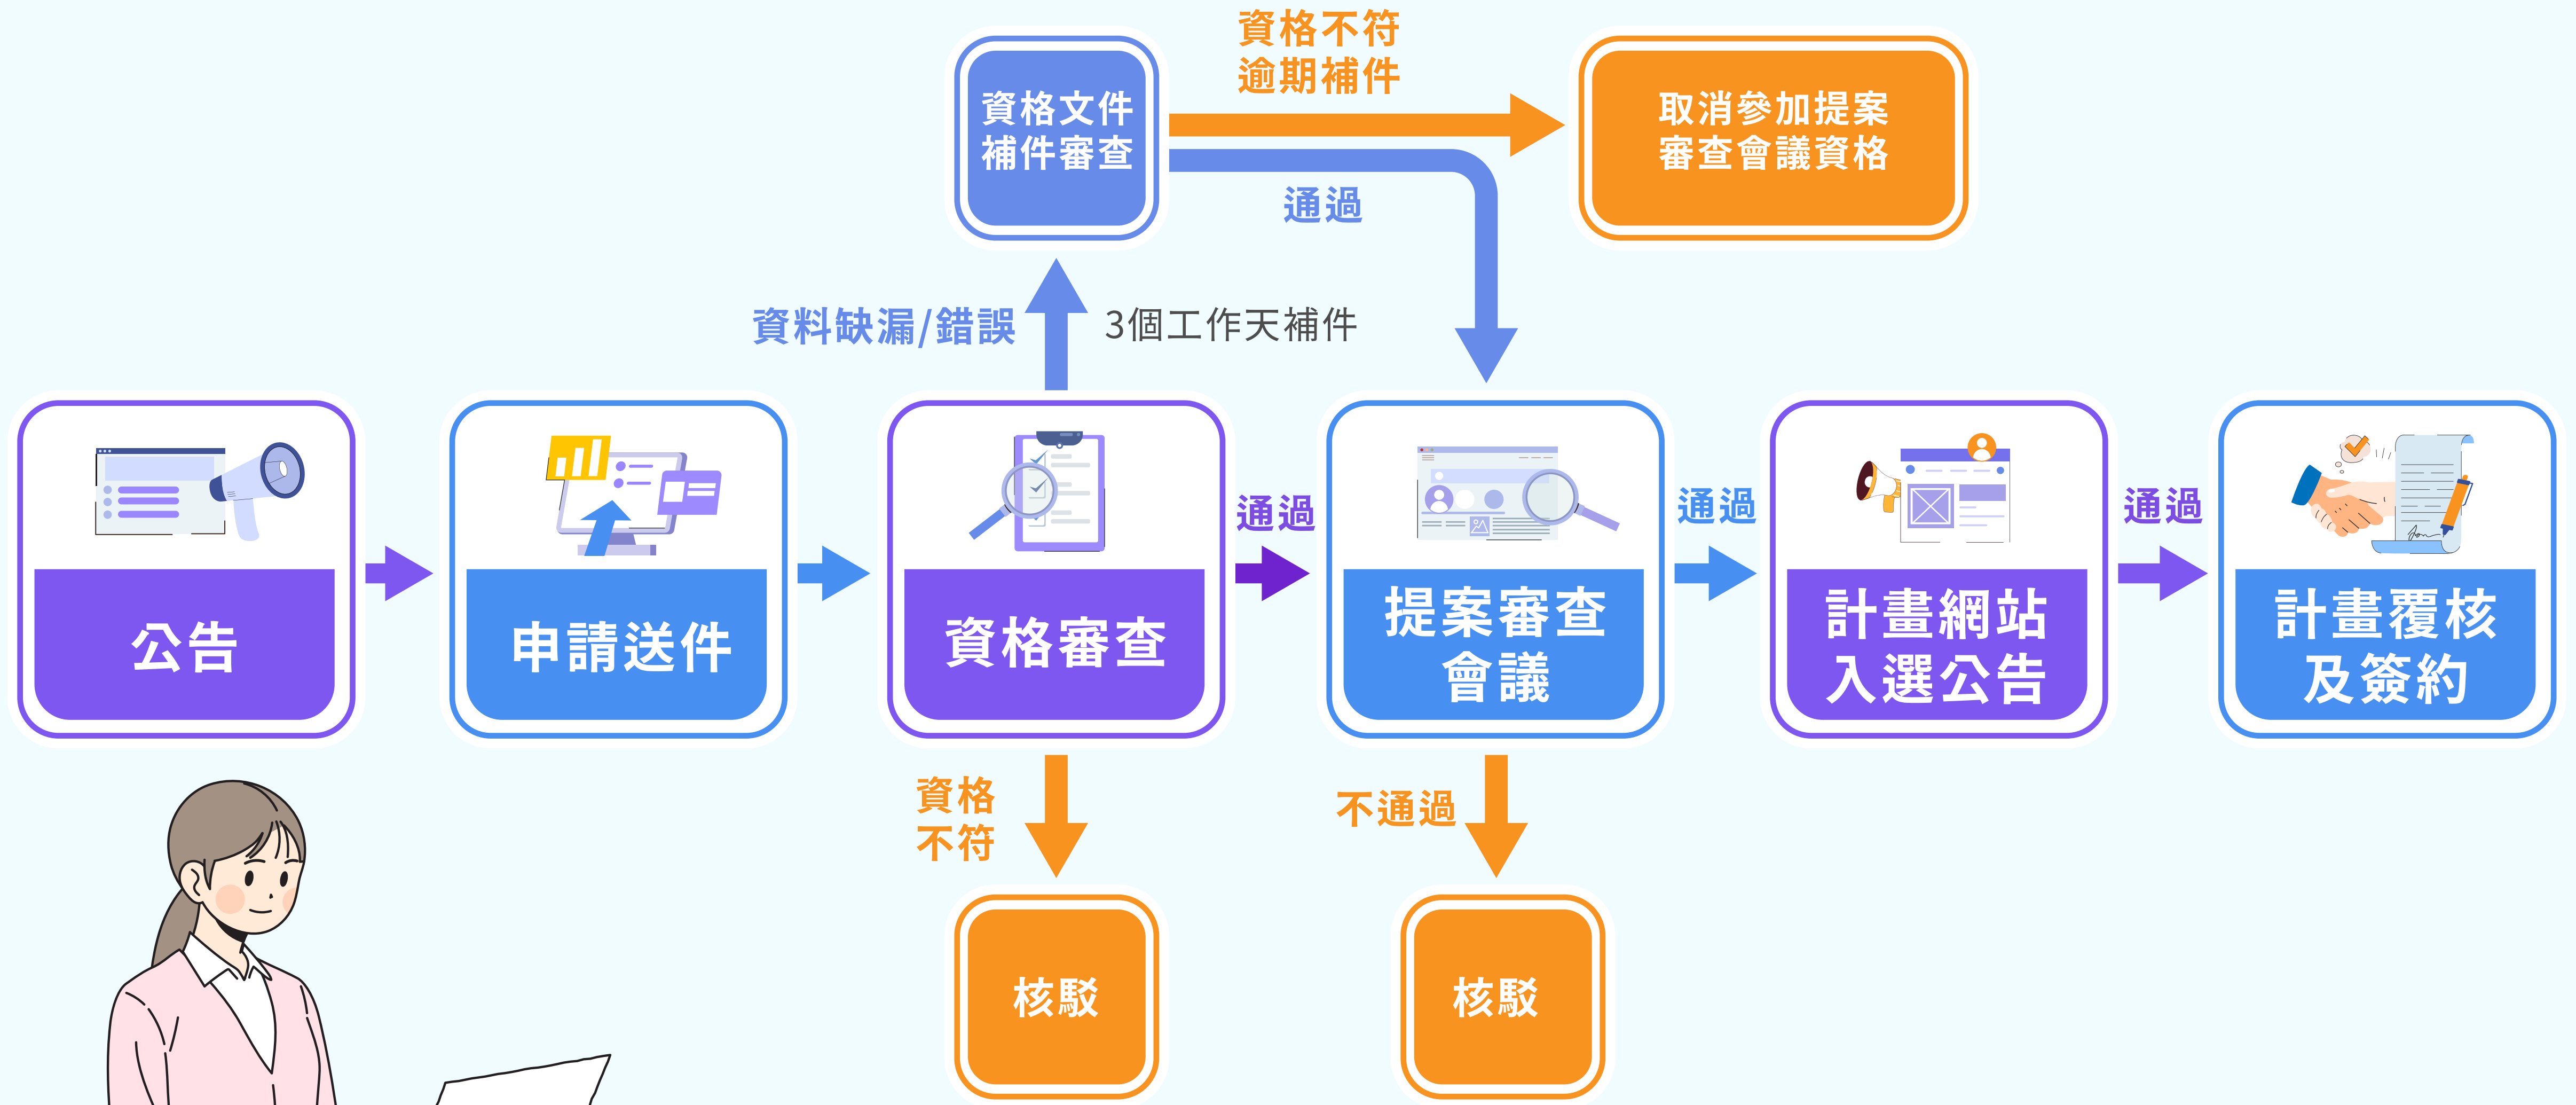 資格不符
逾期補件
資格文件
補件審查
取消參加提案
審查會議資格
通過
資料缺漏/錯誤
3個工作天補件
公告
申請送件
資格審查
通過
提案審查
會議
通過
計畫網站
入選公告
通過
計畫覆核
及簽約
資格
不符
不通過
核駁
核駁